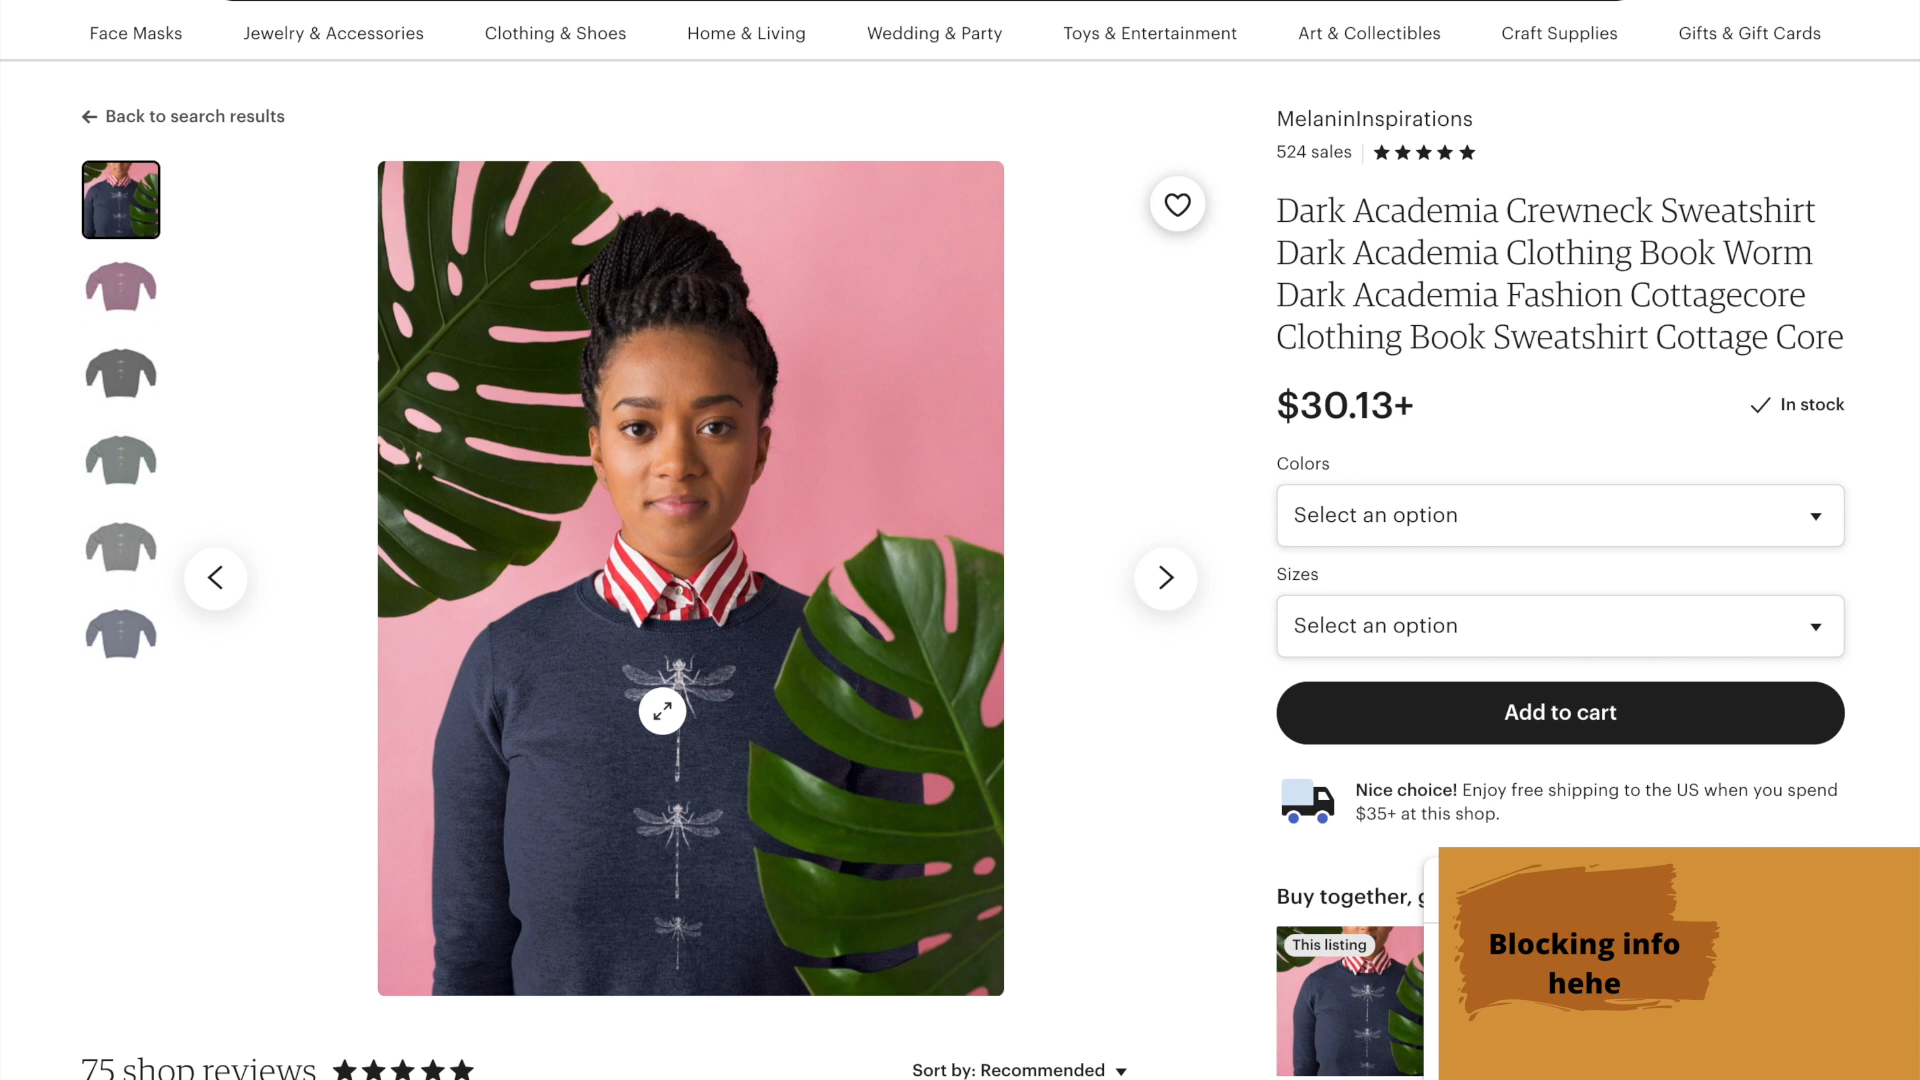 Face Masks
Jewelry & Accessories
Clothing & Shoes
Home & Living
Wedding & Party
Toys & Entertainment
Art & Collectibles
Craft Supplies
Gifts & Gift Cards
Back to search results
MelaninInspirations
524 sales
Dark Academia Crewneck Sweatshirt
Dark Academia Clothing Book Worm
Dark Academia Fashion Cottagecore
Clothing Book Sweatshirt Cottage Core
$30.13+
In stock
Colors
Select an option
Sizes
Select an option
Add to cart
Nice choice! Enjoy free shipping to the US when you spend
$35+ at this shop.
Buy together,
This listing
Blocking info
hehe
75 shop reviews
Sort by: Recommended